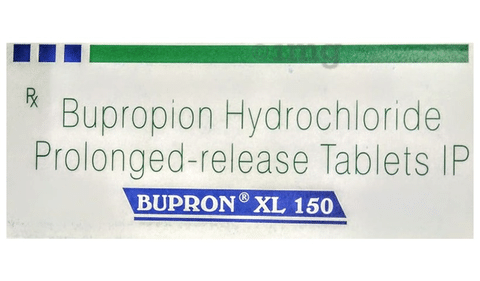 Rx
Bupropion Hydrochloride
Prolonged-release Tablets IP
BUPRON® XL 150